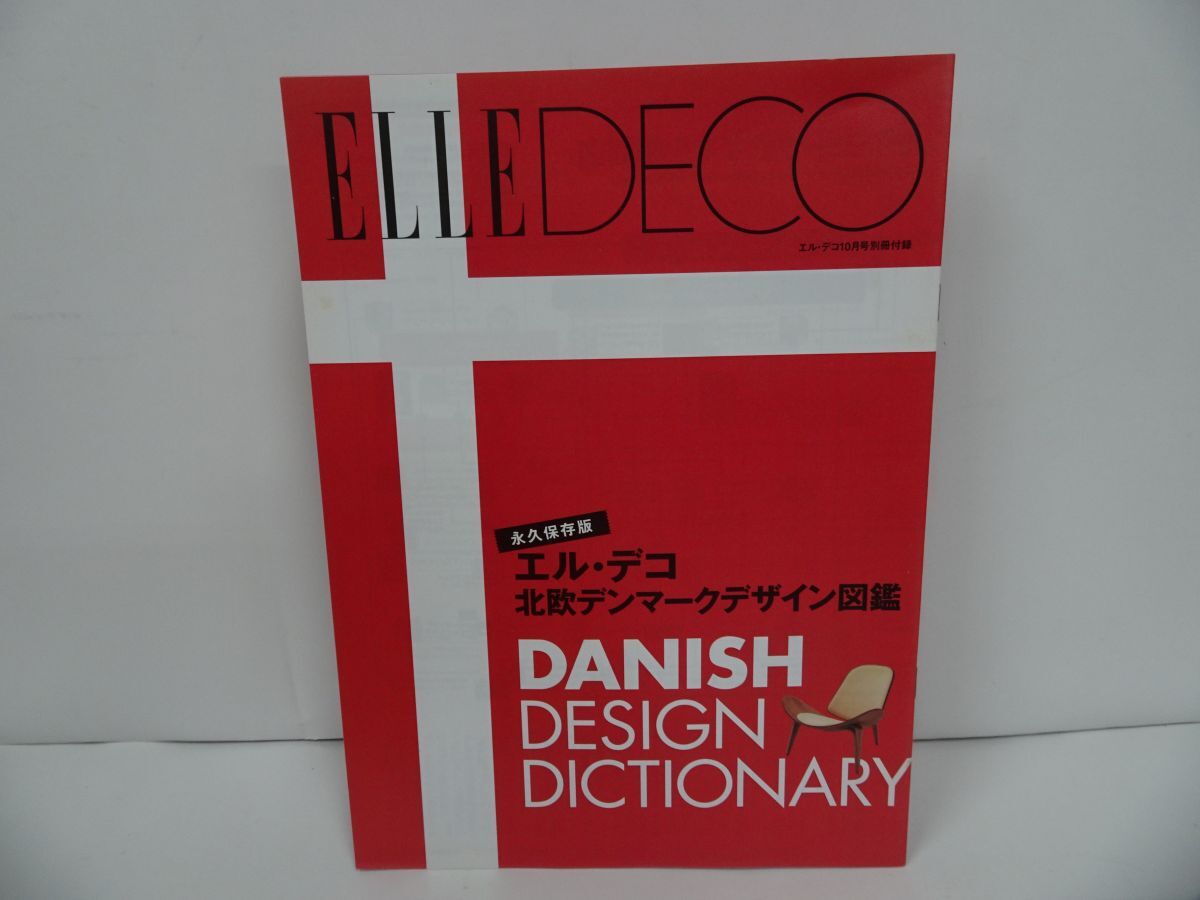 ELLE DECO
エル・デコ10月号別冊付録
永久保存版
エル・デコ
北欧デンマークデザイン図鑑
DANISH
DESIGN
DICTIONARY